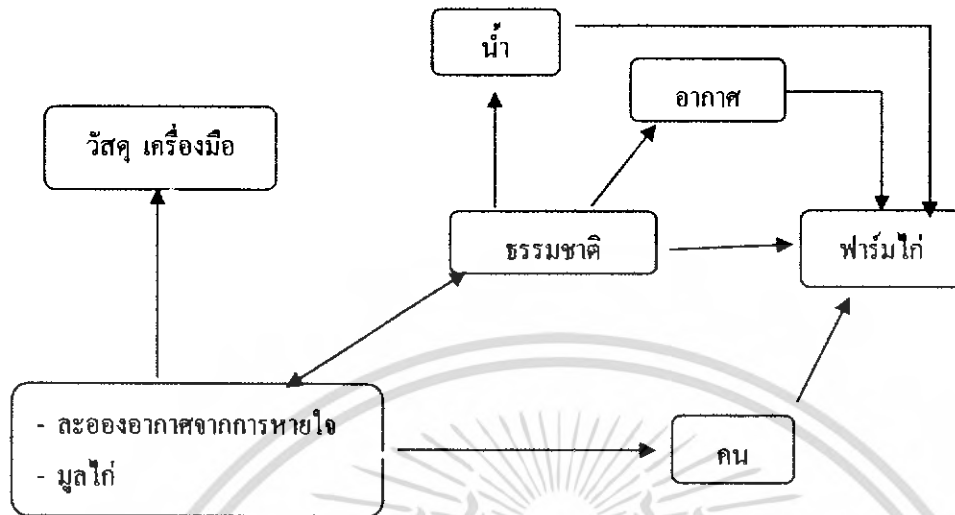 น้ำ
อากาศ
วัสดุ เครื่องมือ
ธรรมชาติ
ฟาร์มไก่
- ละอองอากาศจากการหายใจ
- มูลไก่
คน